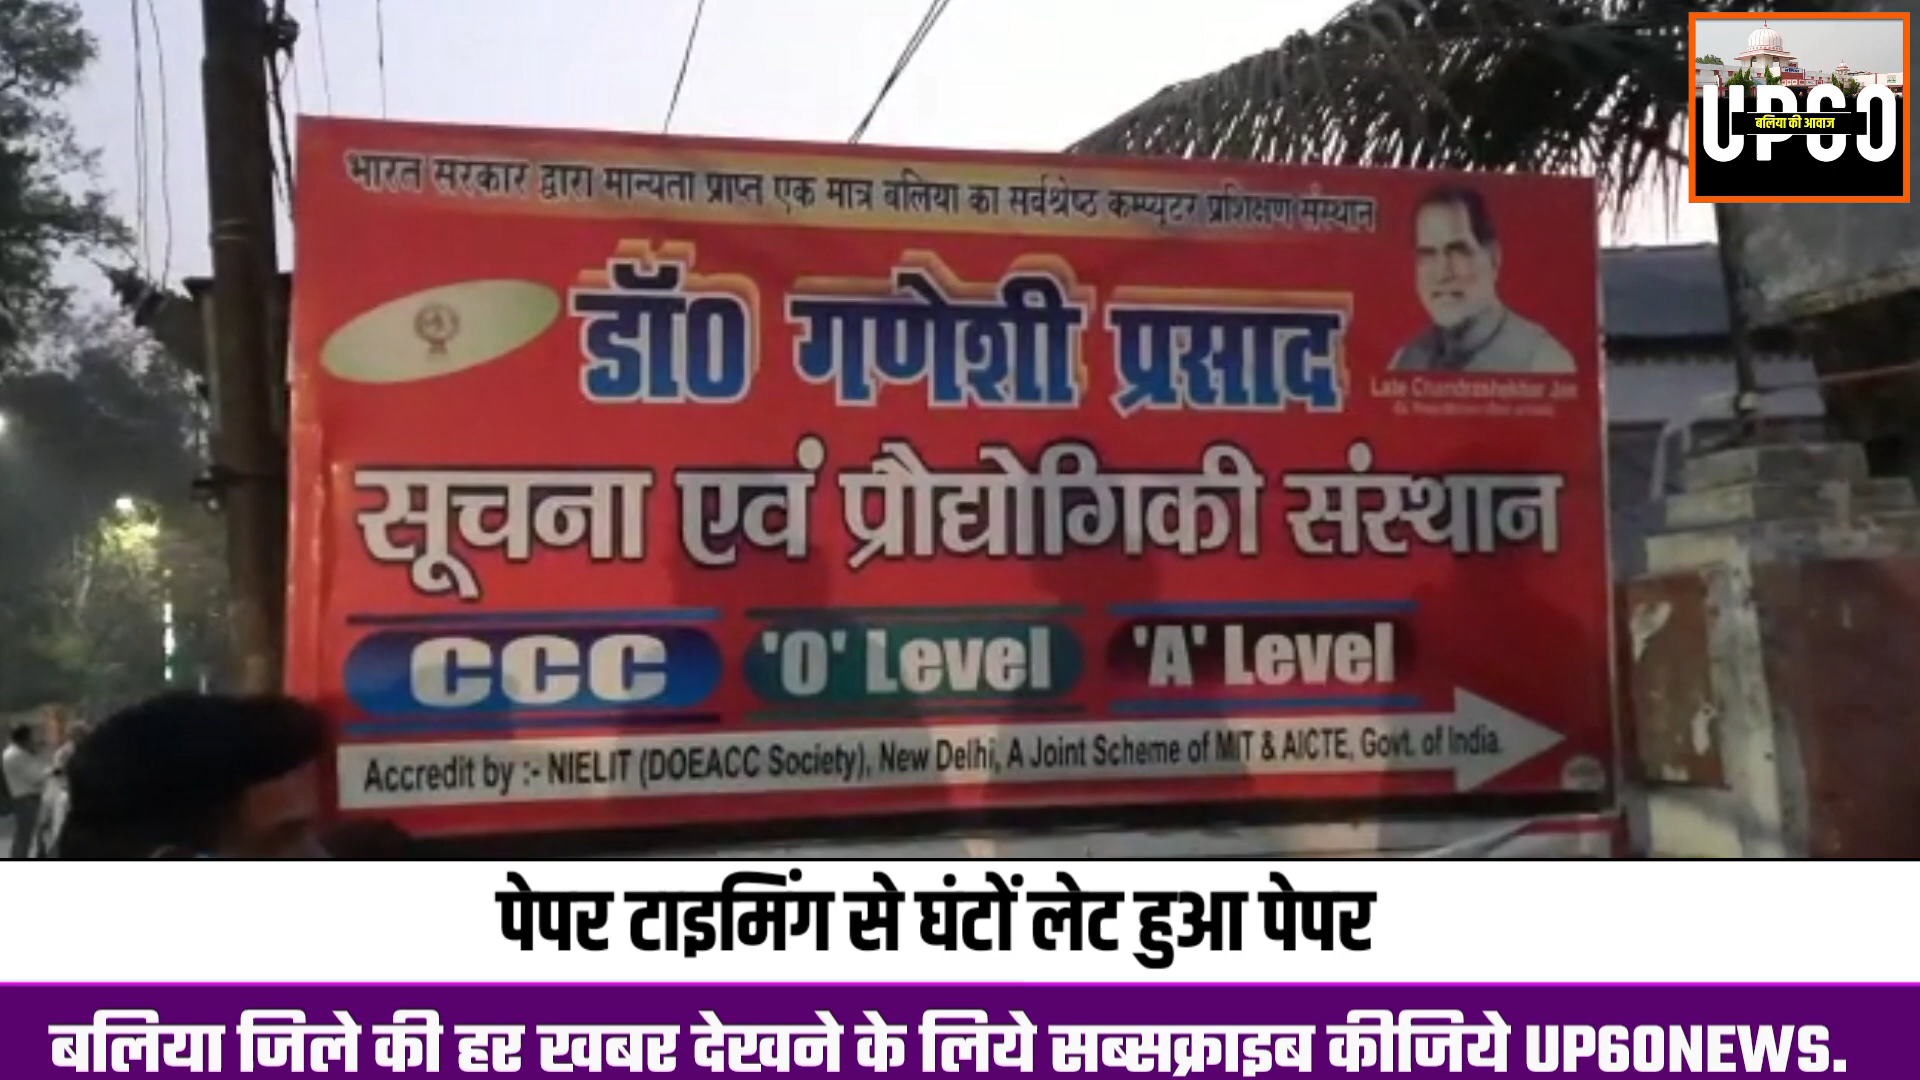 UP60
बलिया की आवाज
भारत सरकार द्वारा मान्यता प्राप्त एक मात्र बलिया का सर्वश्रेष्ठ कम्प्यूटर प्रशिक्षण संस्थान
डॉ0 गणेशी प्रसाद
Late Chandrashekhar
सूचना एवं प्रौद्योगिकी संस्थान
CCC 'O' Level 'A' Level
Accredit by :- NIELIT (DOEACC Society), New Delhi, A Joint Scheme of MIT & AICTE, Govt. of India.
पेपर टाइमिंग से घंटों लेट हुआ पेपर
बलिया जिले की हर खबर देखने के लिये सब्सक्राइब कीजिये UP60NEWS.